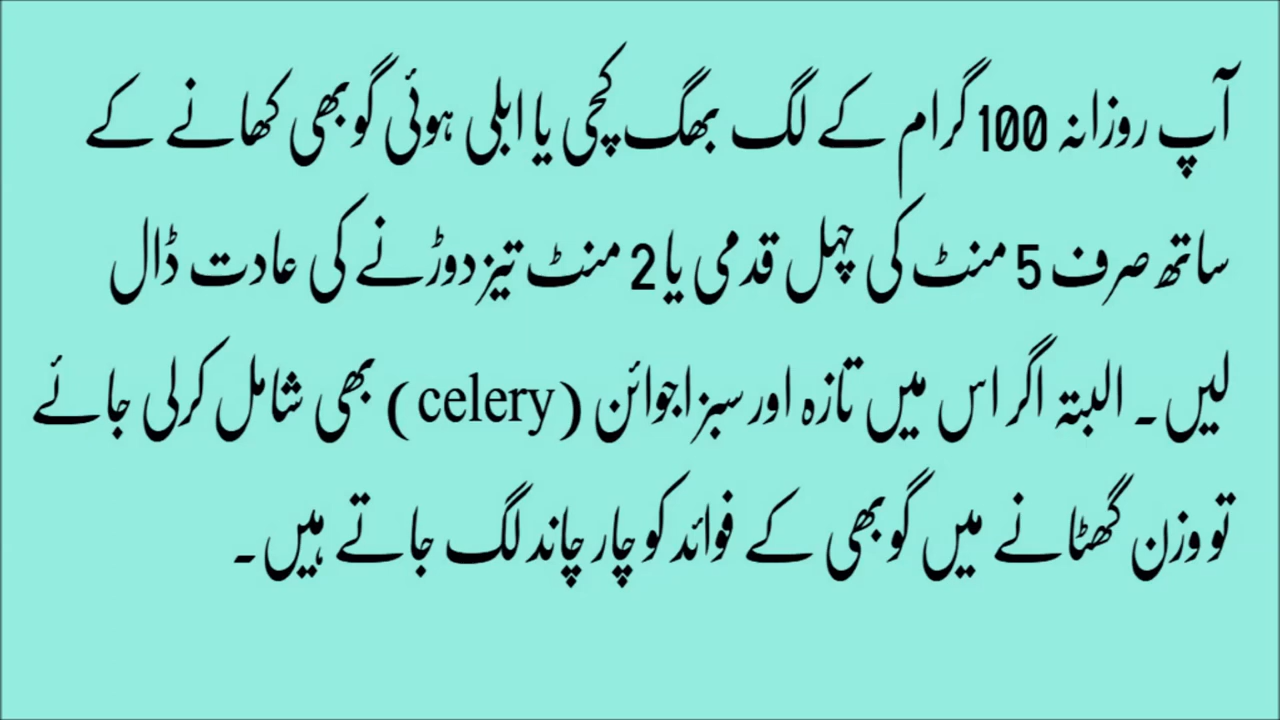 آپ روزانہ 100 گرام کے لگ بھگ کچی یا ابلی ہوئی گوبھی کھانے کے
ساتھ صرف 5 منٹ کی چہل قدمی یا 2 منٹ تیز دوڑنے کی عادت ڈال
لیں۔ البتہ اگر اس میں تازہ اور سبز اجوائن (celery) بھی شامل کرلی جائے
تو وزن گھٹانے میں گوبھی کے فوائد کو چار چاند لگ جاتے ہیں۔